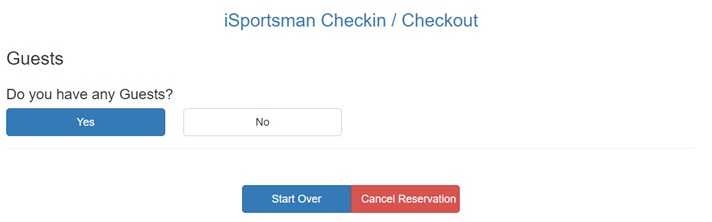 iSportsman Checkin / Checkout
Guests
Do you have any Guests?
Yes No
Start Over Cancel Reservation